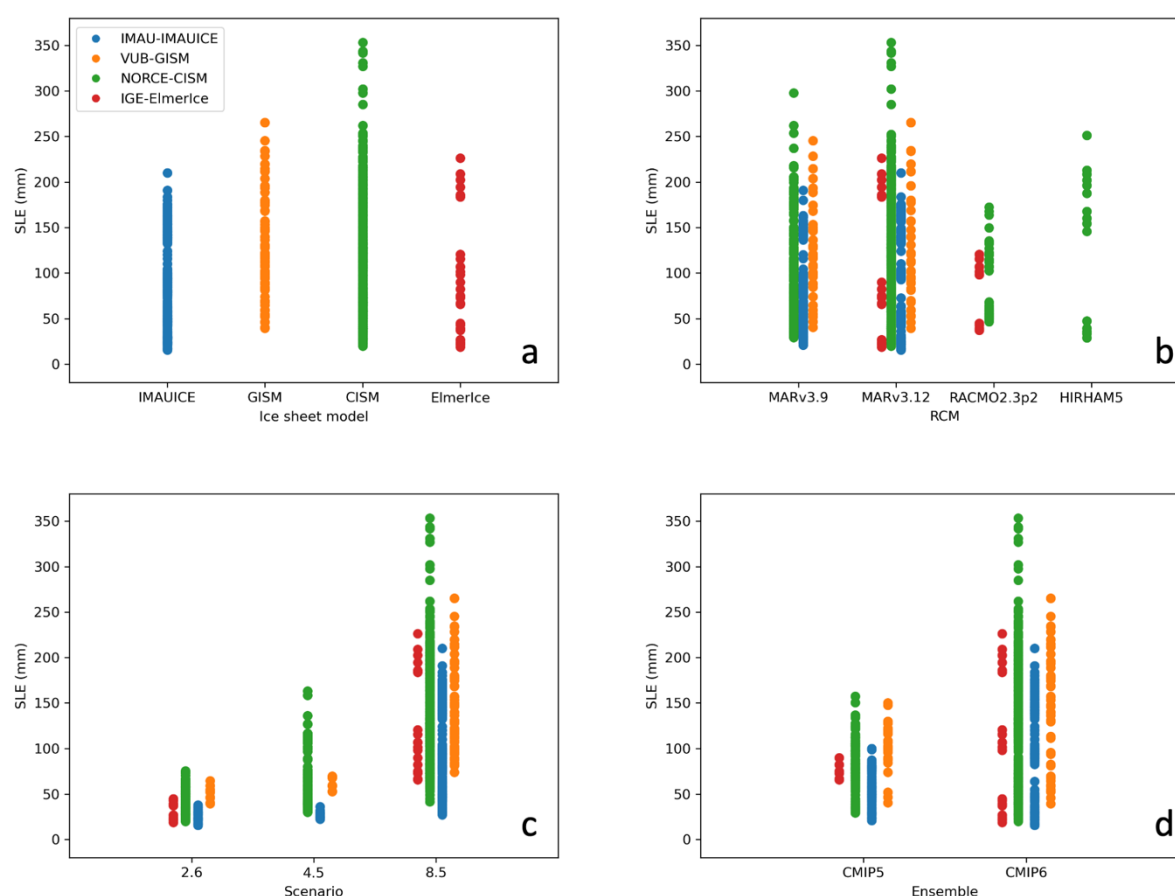 IMAU-IMAUICE
VUB-GISM
NORCE-CISM
IGE-ElmerIce
350
300
250
200
150
100
50
0
SLE (mm)
IMAUICE GISM CISM ElmerIce
Ice sheet model
a
350
300
250
200
150
100
50
0
SLE (mm)
MARv3.9 MARv3.12 RACMO2.3p2 HIRHAM5
RCM
b
350
300
250
200
150
100
50
0
SLE (mm)
2.6 4.5 8.5
Scenario
c
350
300
250
200
150
100
50
0
SLE (mm)
CMIP5 CMIP6
Ensemble
d